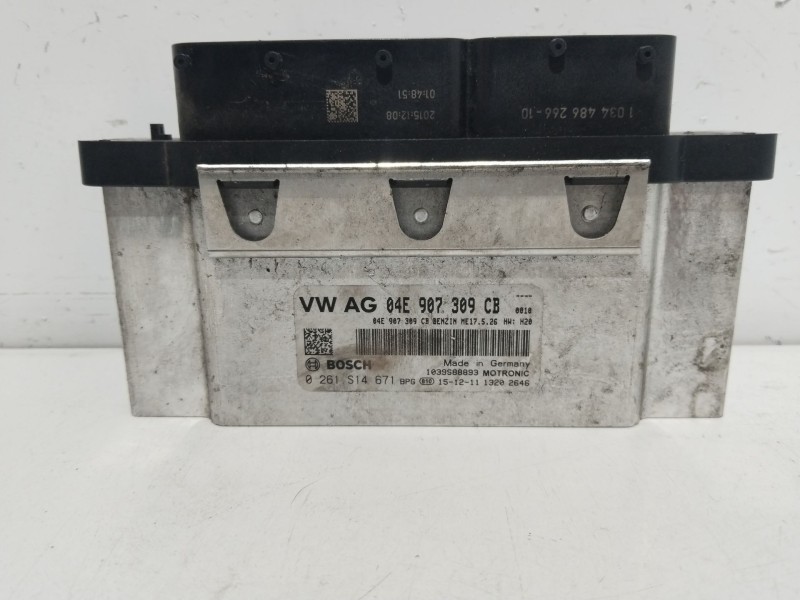 01:48:51
2015:12:08
1 034 486 266-10
VW AG 04E 907 309 CB
0010
04E 907 309 CB BENZIN ME17.5.26 HW: H20
BOSCH
Made in Germany
1039S88893 MOTRONIC
0 261 S14 671 BPG 15-12-11 1320 2646